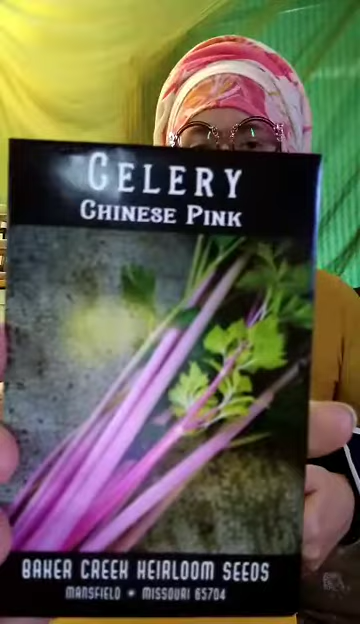 CELERY
CHINESE PINK
BAKER CREEK HEIRLOOM SEEDS
MANSFIELD * MISSOURI 65704